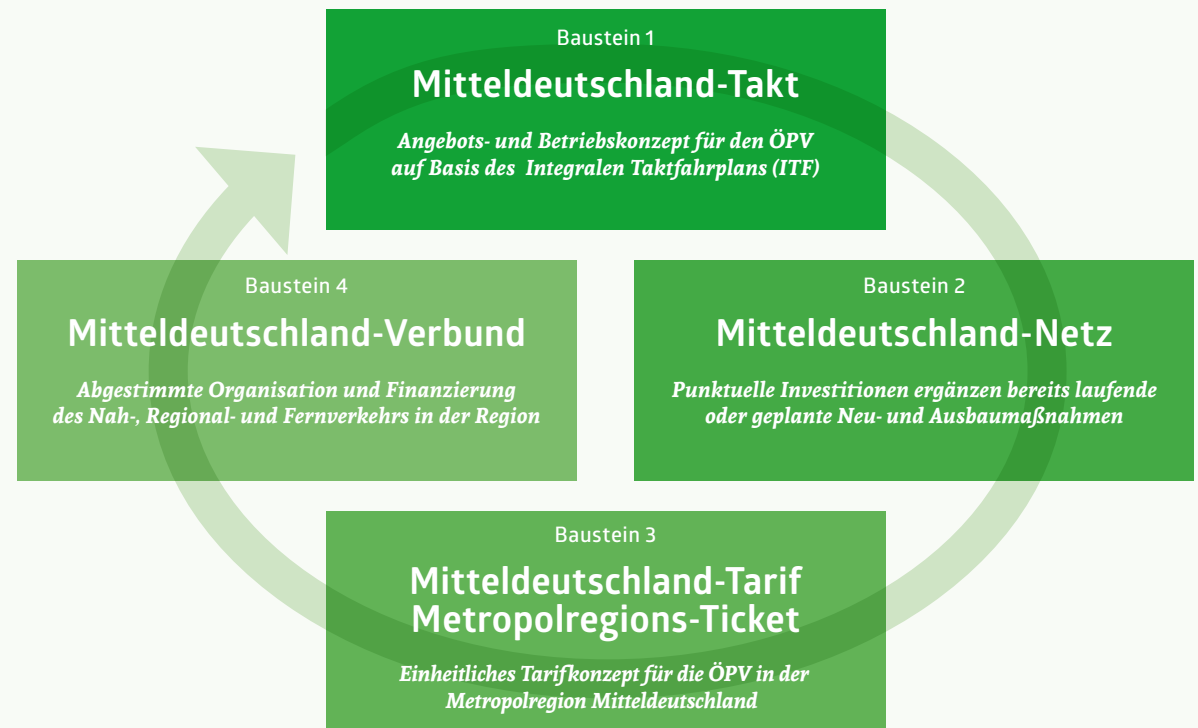 Baustein 1
Mitteldeutschland-Takt
Angebots- und Betriebskonzept für den ÖPV
auf Basis des Integralen Taktfahrplans (ITF)
Baustein 2
Mitteldeutschland-Netz
Punktuelle Investitionen ergänzen bereits laufende
oder geplante Neu- und Ausbaumaßnahmen
Baustein 3
Mitteldeutschland-Tarif
Metropolregions-Ticket
Einheitliches Tarifkonzept für die ÖPV in der
Metropolregion Mitteldeutschland
Baustein 4
Mitteldeutschland-Verbund
Abgestimmte Organisation und Finanzierung
des Nah-, Regional- und Fernverkehrs in der Region